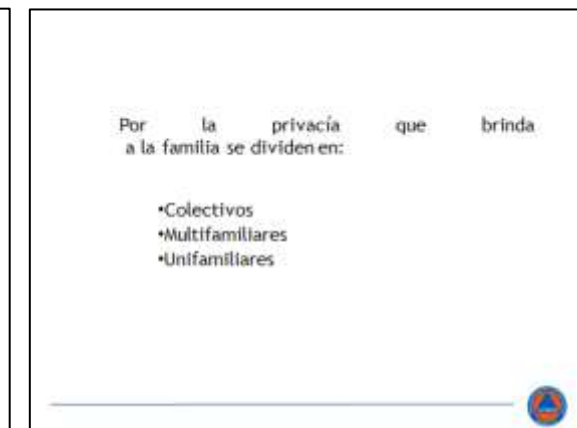 Por la privacía que brinda
a la familia se dividen en:
•Colectivos
•Multifamiliares
•Unifamiliares